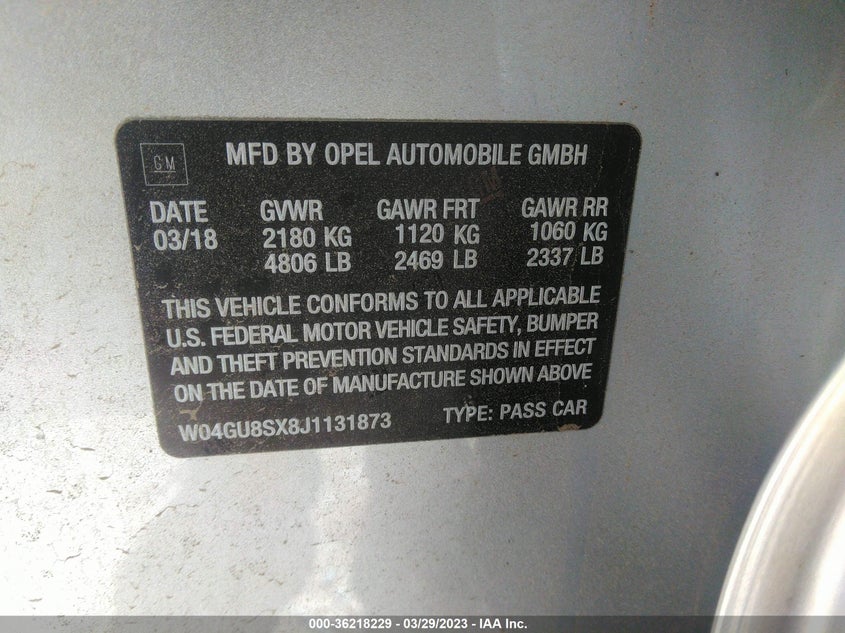 GM
MFD BY OPEL AUTOMOBILE GMBH
DATE GVWR GAWR FRT GAWR RR
03/18 2180 KG 1120 KG 1060 KG
4806 LB 2469 LB 2337 LB
THIS VEHICLE CONFORMS TO ALL APPLICABLE
U.S. FEDERAL MOTOR VEHICLE SAFETY, BUMPER
AND THEFT PREVENTION STANDARDS IN EFFECT
ON THE DATE OF MANUFACTURE SHOWN ABOVE
W04GU8SX8J1131873 TYPE: PASS CAR
000-36218229 - 03/29/2023 - IAA Inc.